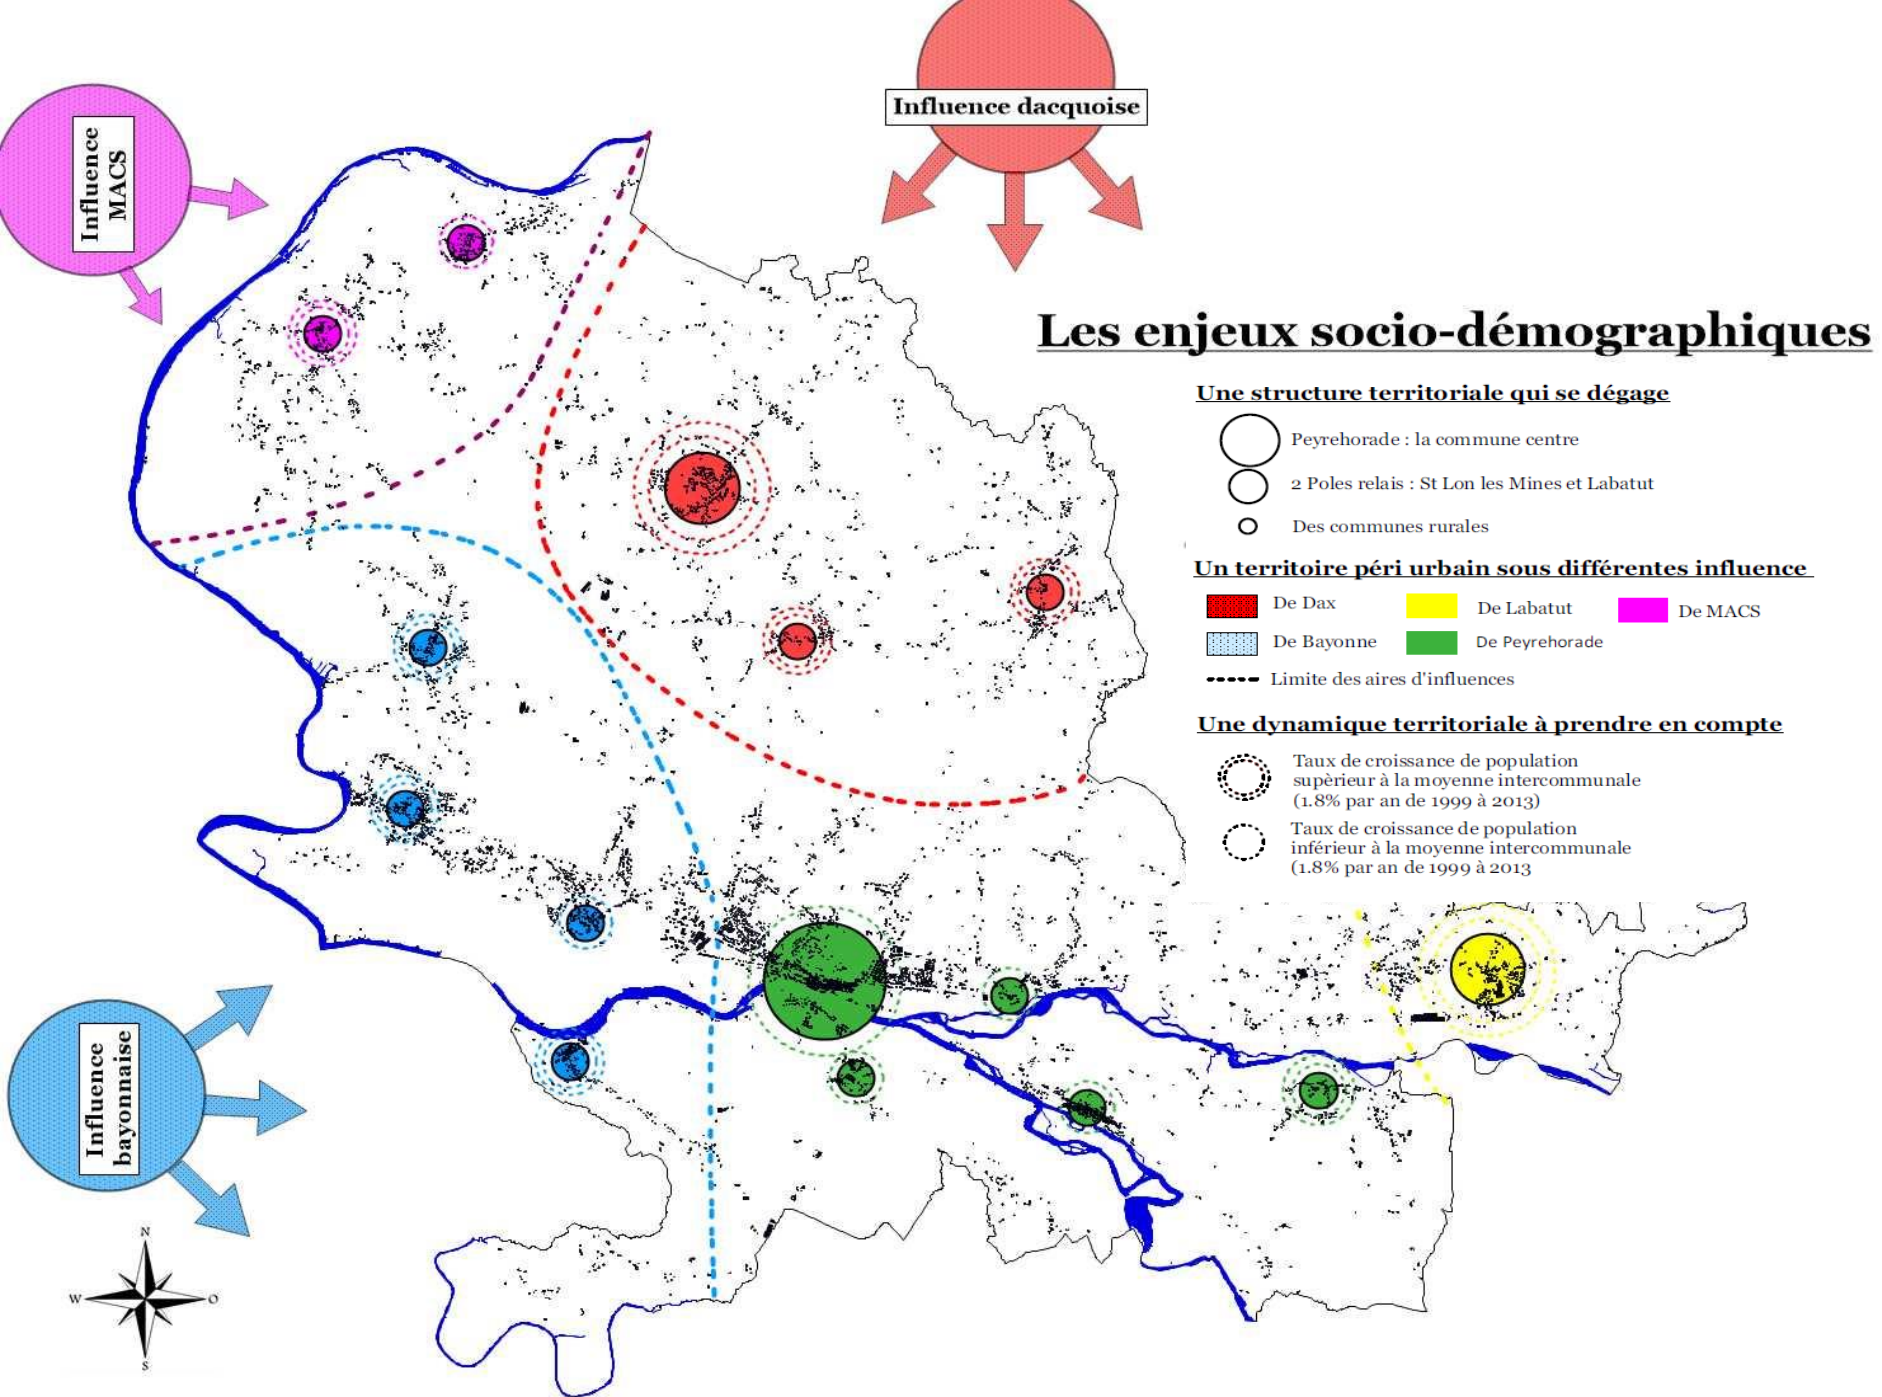 Influence dacquoise
Influence
MACS
Les enjeux socio-démographiques
Une structure territoriale qui se dégage
Peyrehorade : la commune centre
2 Poles relais : St Lon les Mines et Labatut
Des communes rurales
Un territoire péri urbain sous différentes influence
De Dax
De Labatut
De MACS
De Bayonne
De Peyrehorade
Limite des aires d'influences
Une dynamique territoriale à prendre en compte
Taux de croissance de population
supèrieur à la moyenne intercommunale
(1.8% par an de 1999 à 2013)
Taux de croissance de population
inférieur à la moyenne intercommunale
(1.8% par an de 1999 à 2013
Influence
bayonnaise
N
W
O
S